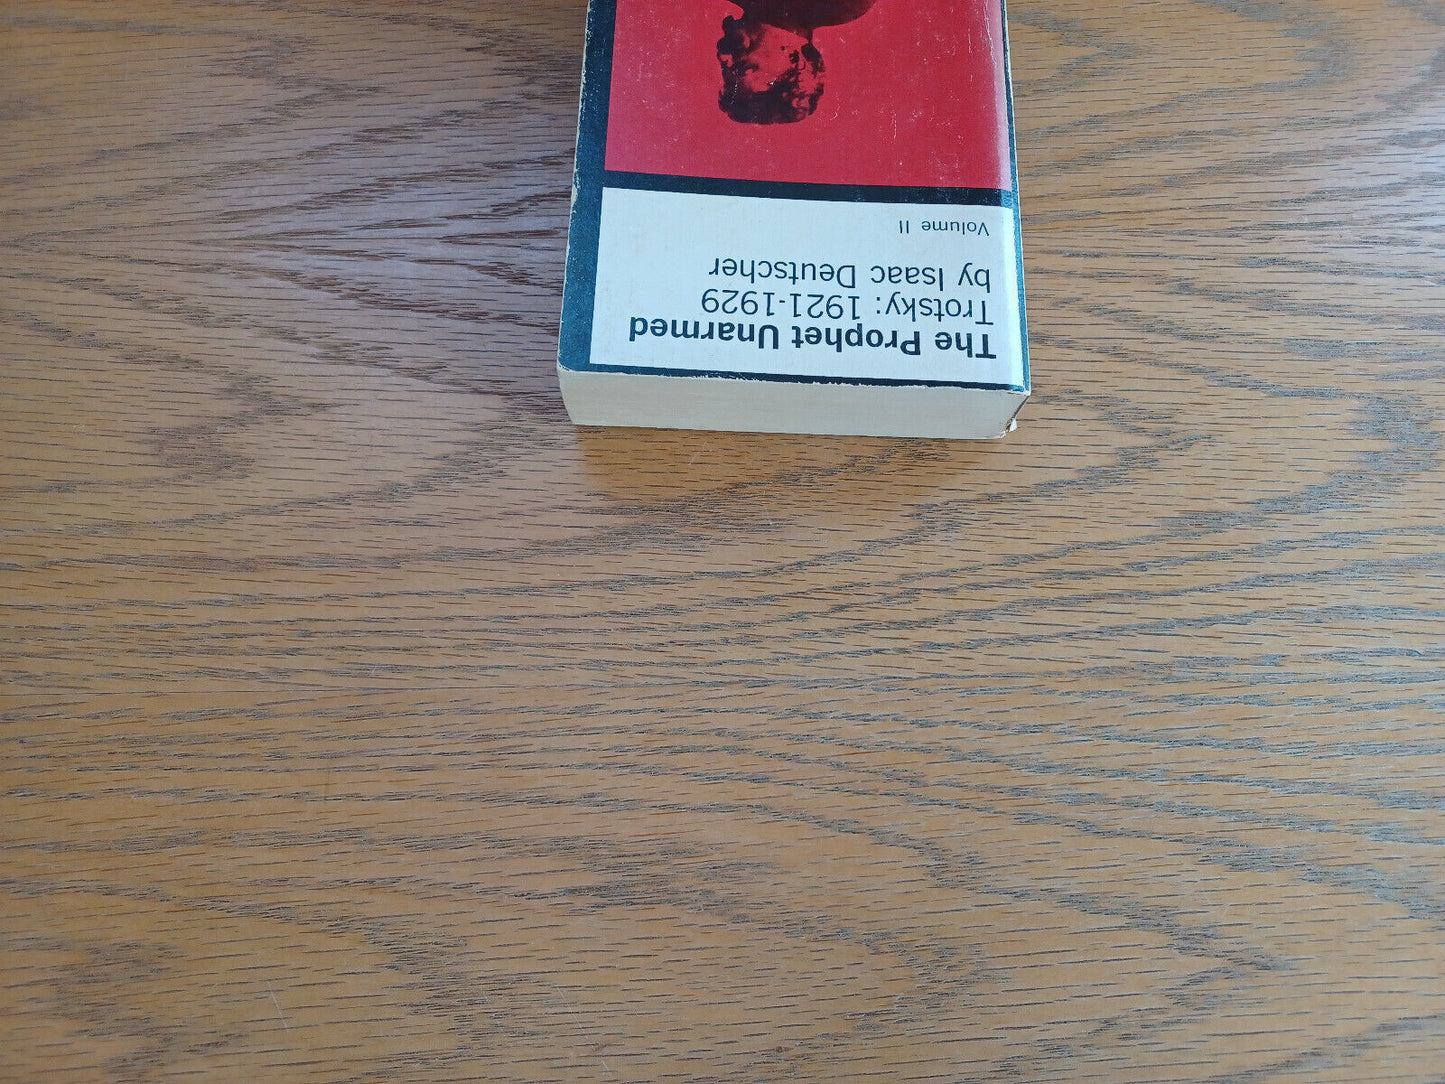 The Prophet Unarmed
Trotsky: 1921-1929
by Isaac Deutscher
Volume II